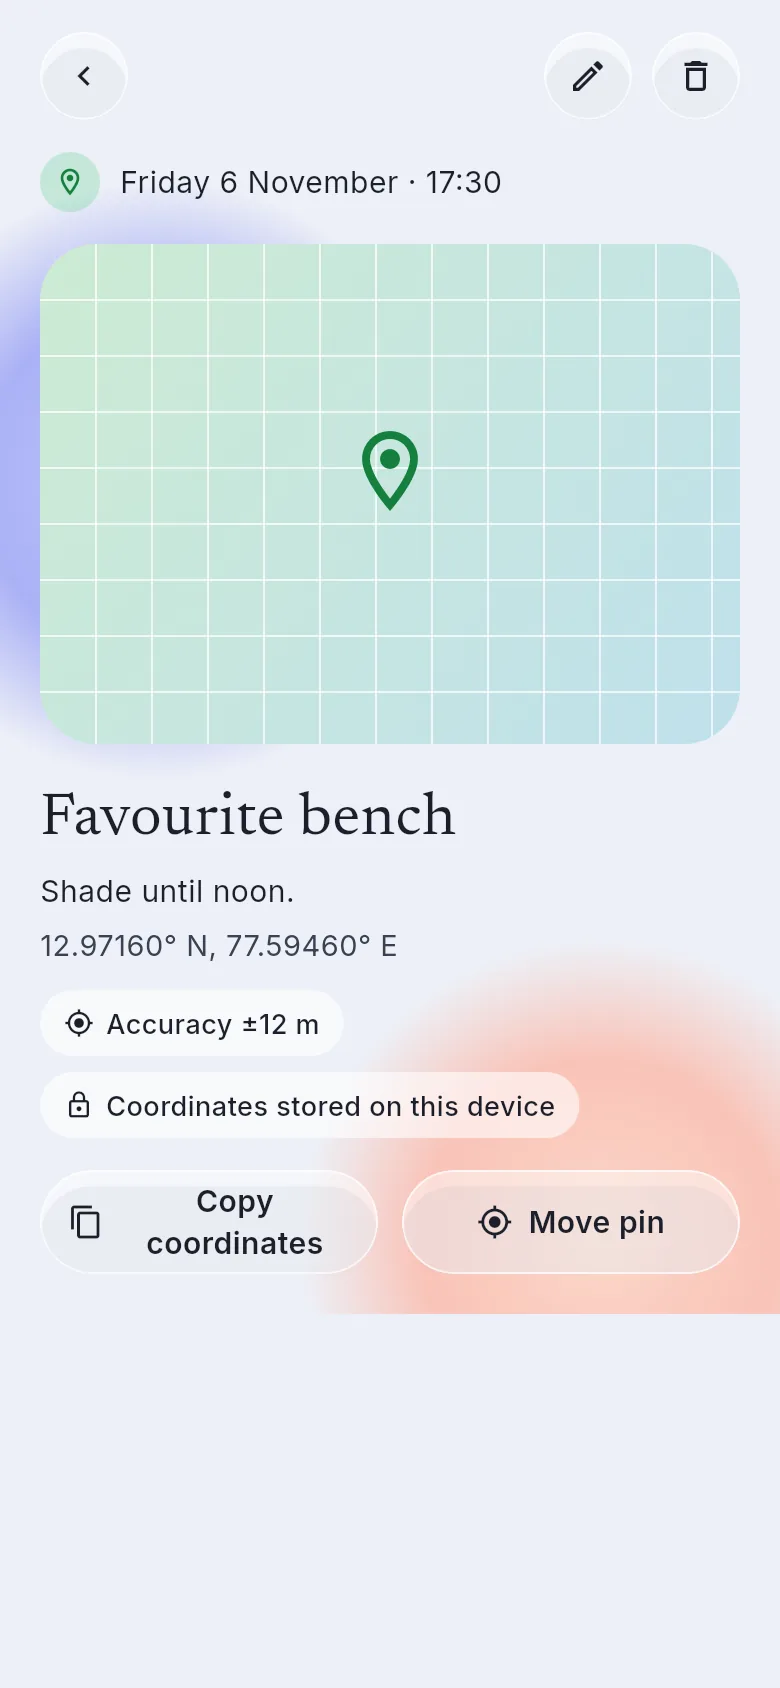 Friday 6 November · 17:30
Favourite bench
Shade until noon.
12.97160° N, 77.59460° E
Accuracy ±12 m
Coordinates stored on this device
Copy
coordinates
Move pin